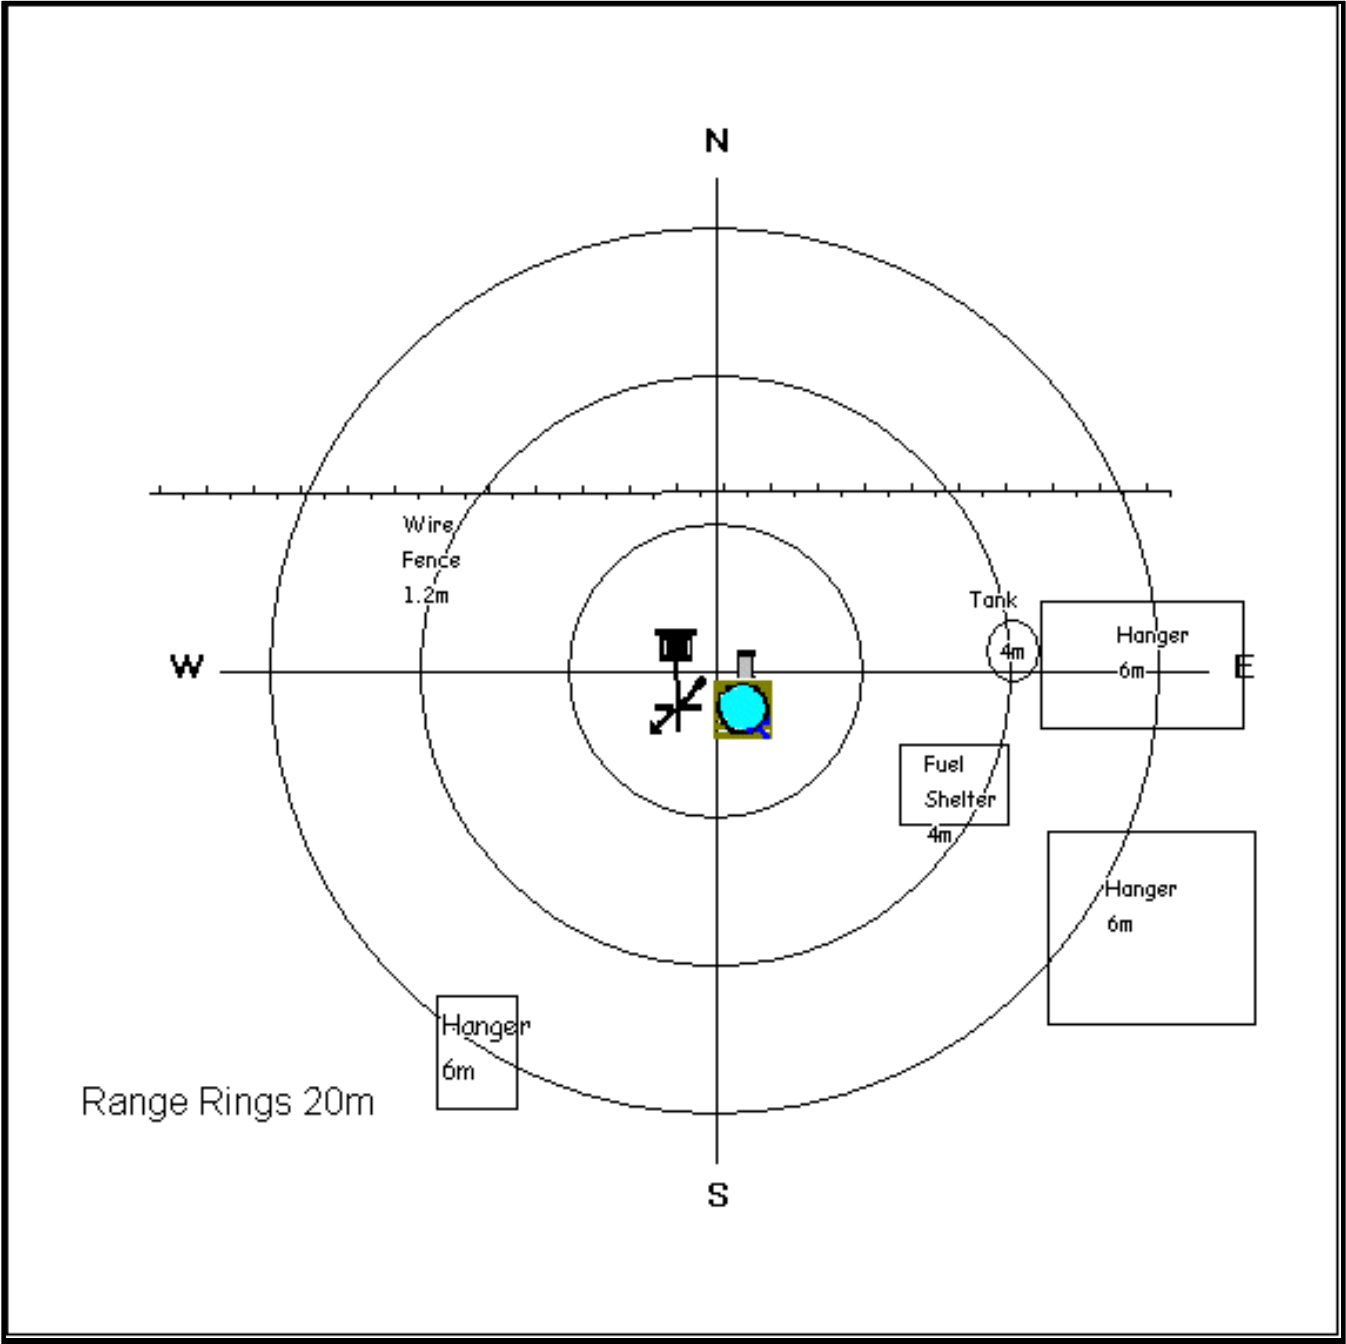 N
Wire
Fence
1.2m
Tank
4m
Hanger
6m
W
E
Fuel
Shelter
4m
Hanger
6m
Hanger
6m
Range Rings 20m
S